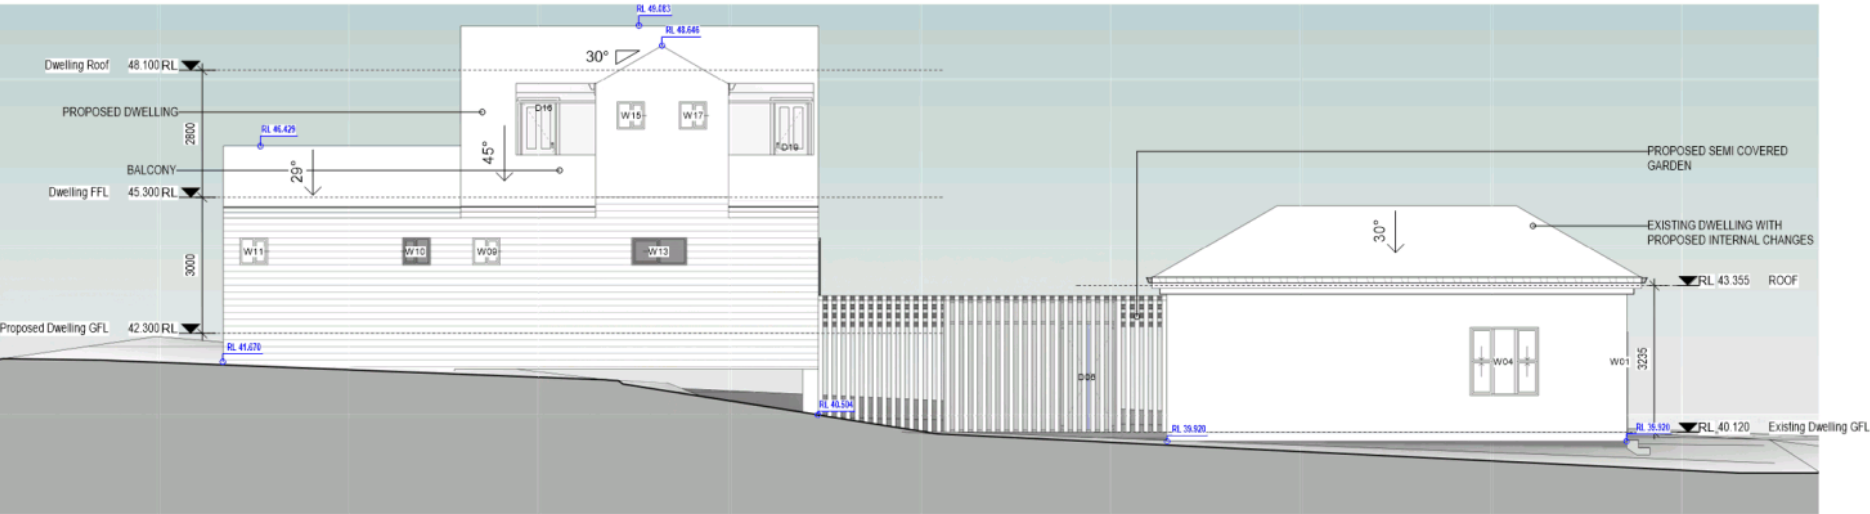 RL 49.083
RL 48.646
30°
Dwelling Roof 48.100 RL
PROPOSED DWELLING
D16
W15
W17
2800
RL 46.429
45°
D19
29°
BALCONY
PROPOSED SEMI COVERED
GARDEN
Dwelling FFL 45.300 RL
EXISTING DWELLING WITH
PROPOSED INTERNAL CHANGES
30°
W11
W10
W09
W13
3000
RL 43.355 ROOF
Proposed Dwelling GFL 42.300 RL
RL 41.670
W04
W01
3235
D08
RL 40.504
RL 39.920
RL 39.920
RL 40.120 Existing Dwelling GFL